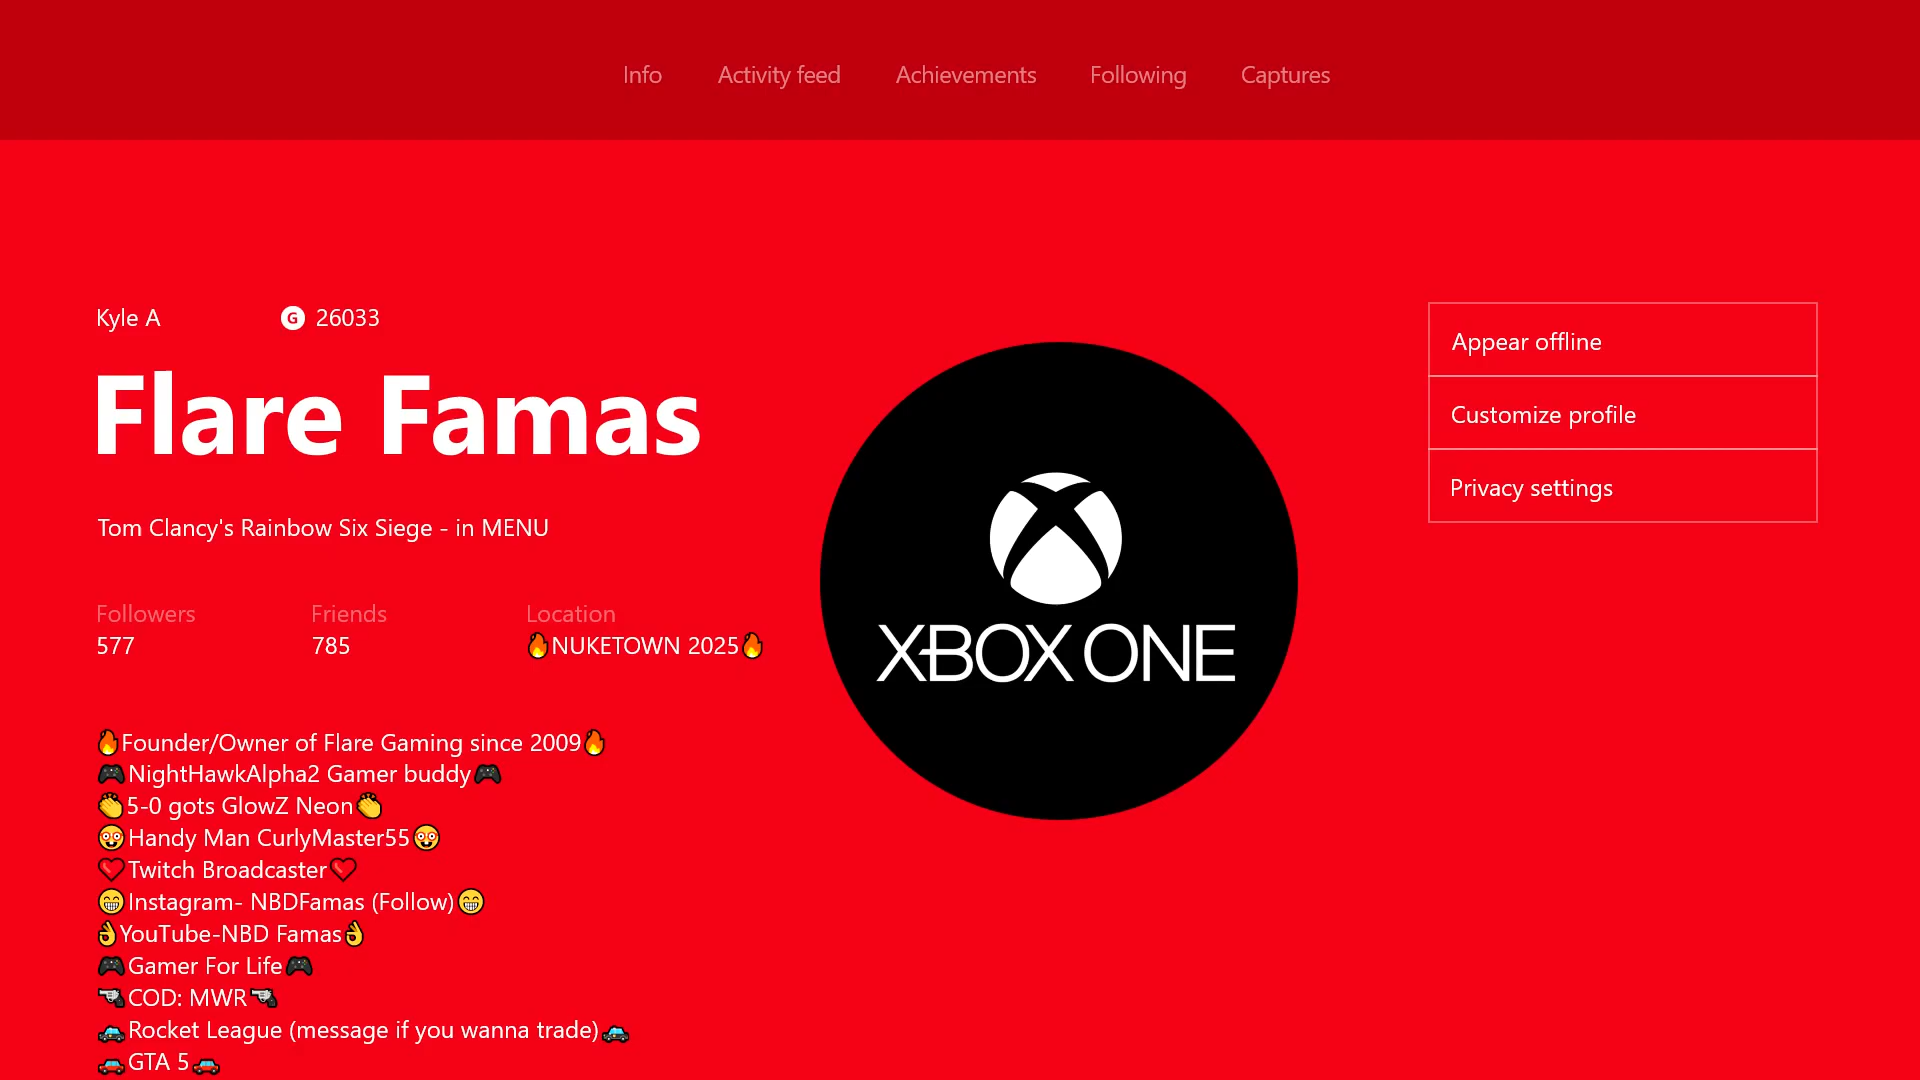 Info Activity feed Achievements Following Captures
Kyle A G 26033
Flare Famas
Tom Clancy's Rainbow Six Siege - in MENU
Followers Friends Location
577 785 🔥NUKETOWN 2025🔥
🔥Founder/Owner of Flare Gaming since 2009🔥
🎮NightHawkAlpha2 Gamer buddy🎮
👏5-0 gots GlowZ Neon👏
🤪Handy Man CurlyMaster55🤪
❤Twitch Broadcaster❤
😁Instagram- NBDFamas (Follow)😁
👌YouTube-NBD Famas👌
🎮Gamer For Life🎮
🔫COD: MWR🔫
🚓Rocket League (message if you wanna trade)🚓
🚗GTA 5🚗
XBOX ONE
Appear offline
Customize profile
Privacy settings